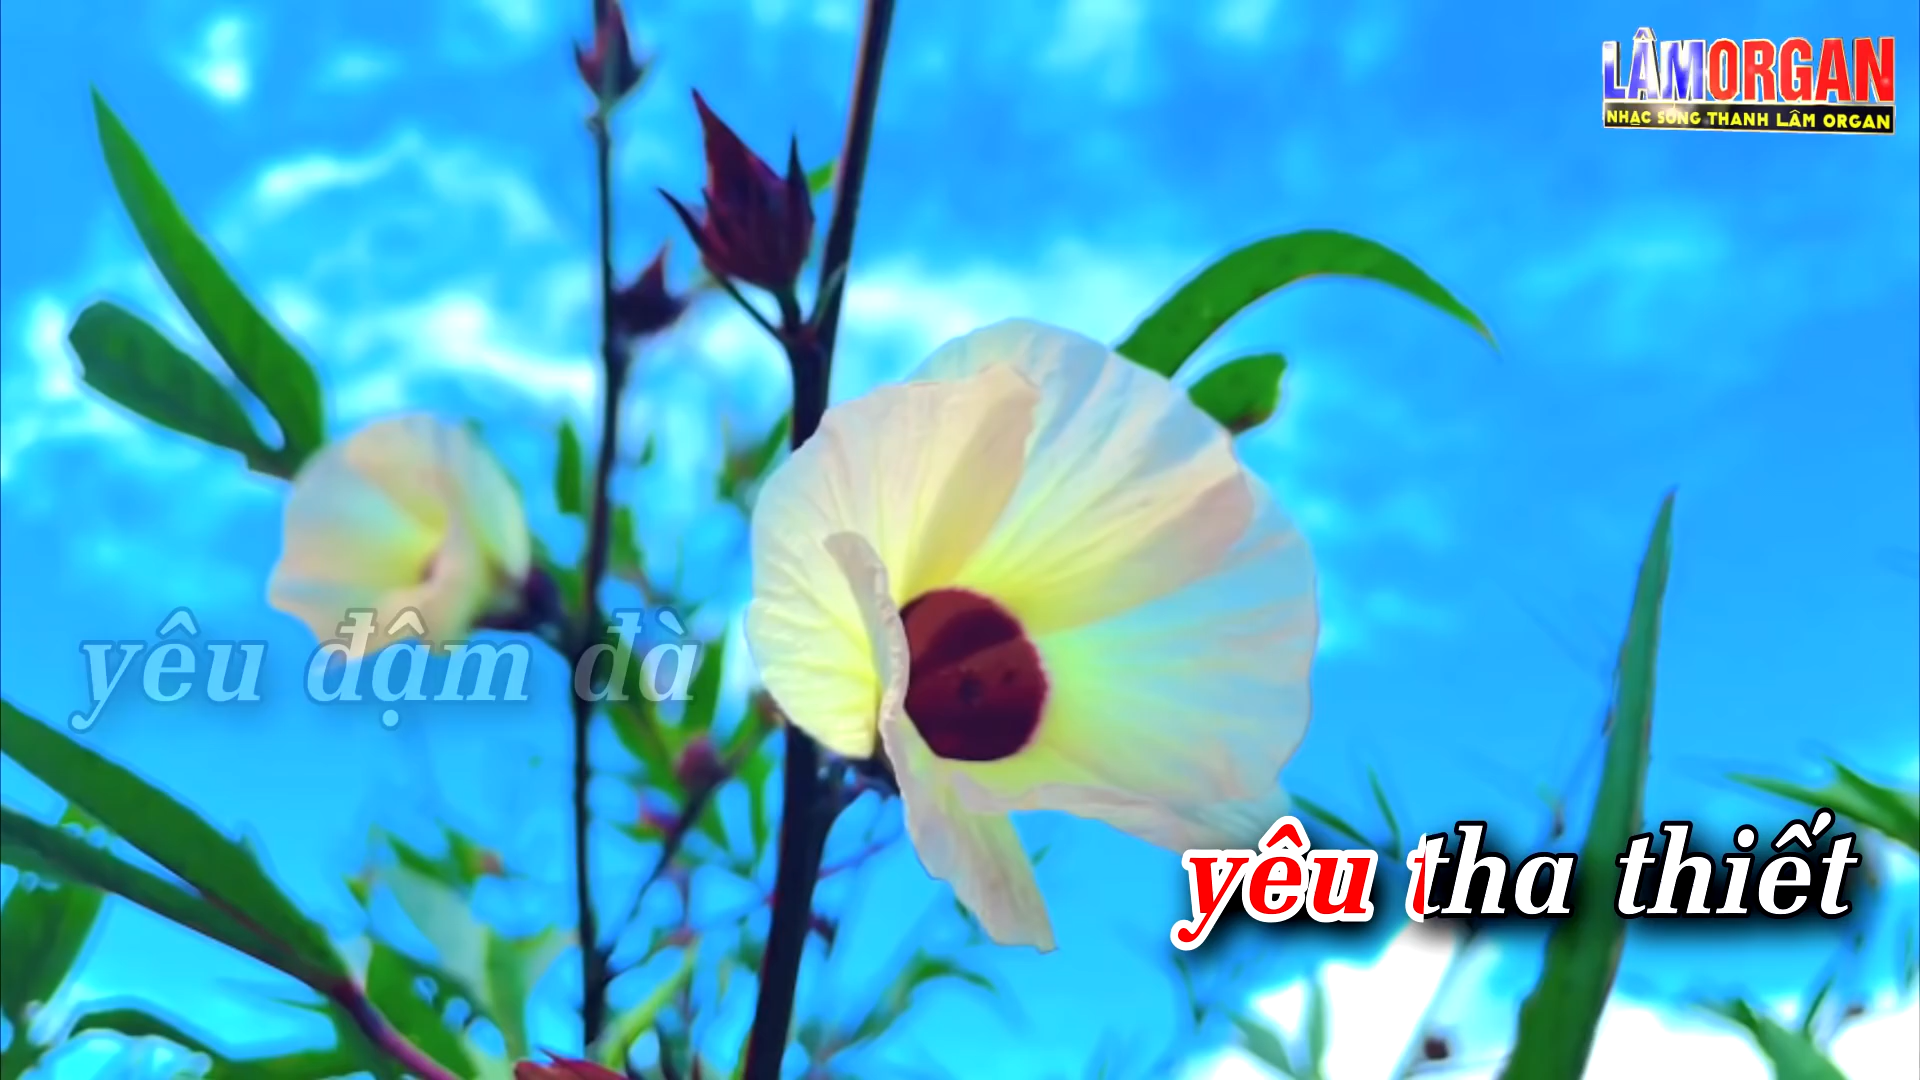 LÂMORGAN
NHẠC SỐNG THANH LÂM ORGAN
yêu đậm đà
yêu tha thiết